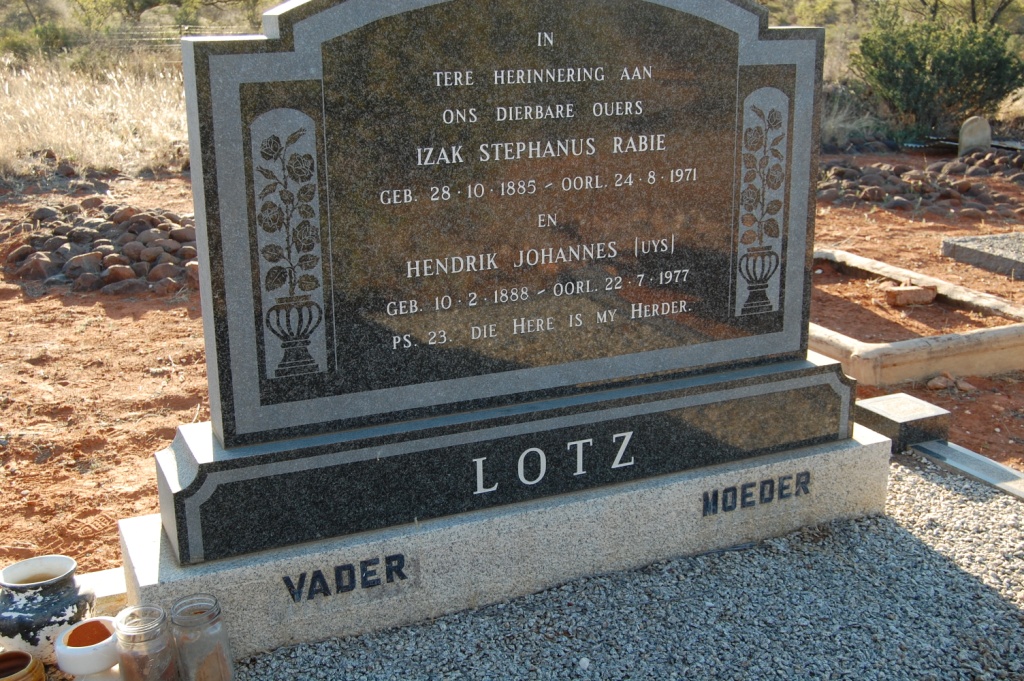 IN
TERE HERINNERING AAN
ONS DIERBARE OUERS
IZAK STEPHANUS RABIE
GEB. 28·10·1885 – OORL. 24·8·1971
EN
HENDRIK JOHANNES (UYS)
GEB. 10·2·1888 – OORL. 22·7·1977
PS. 23. DIE HERE IS MY HERDER.
LOTZ
MOEDER
VADER